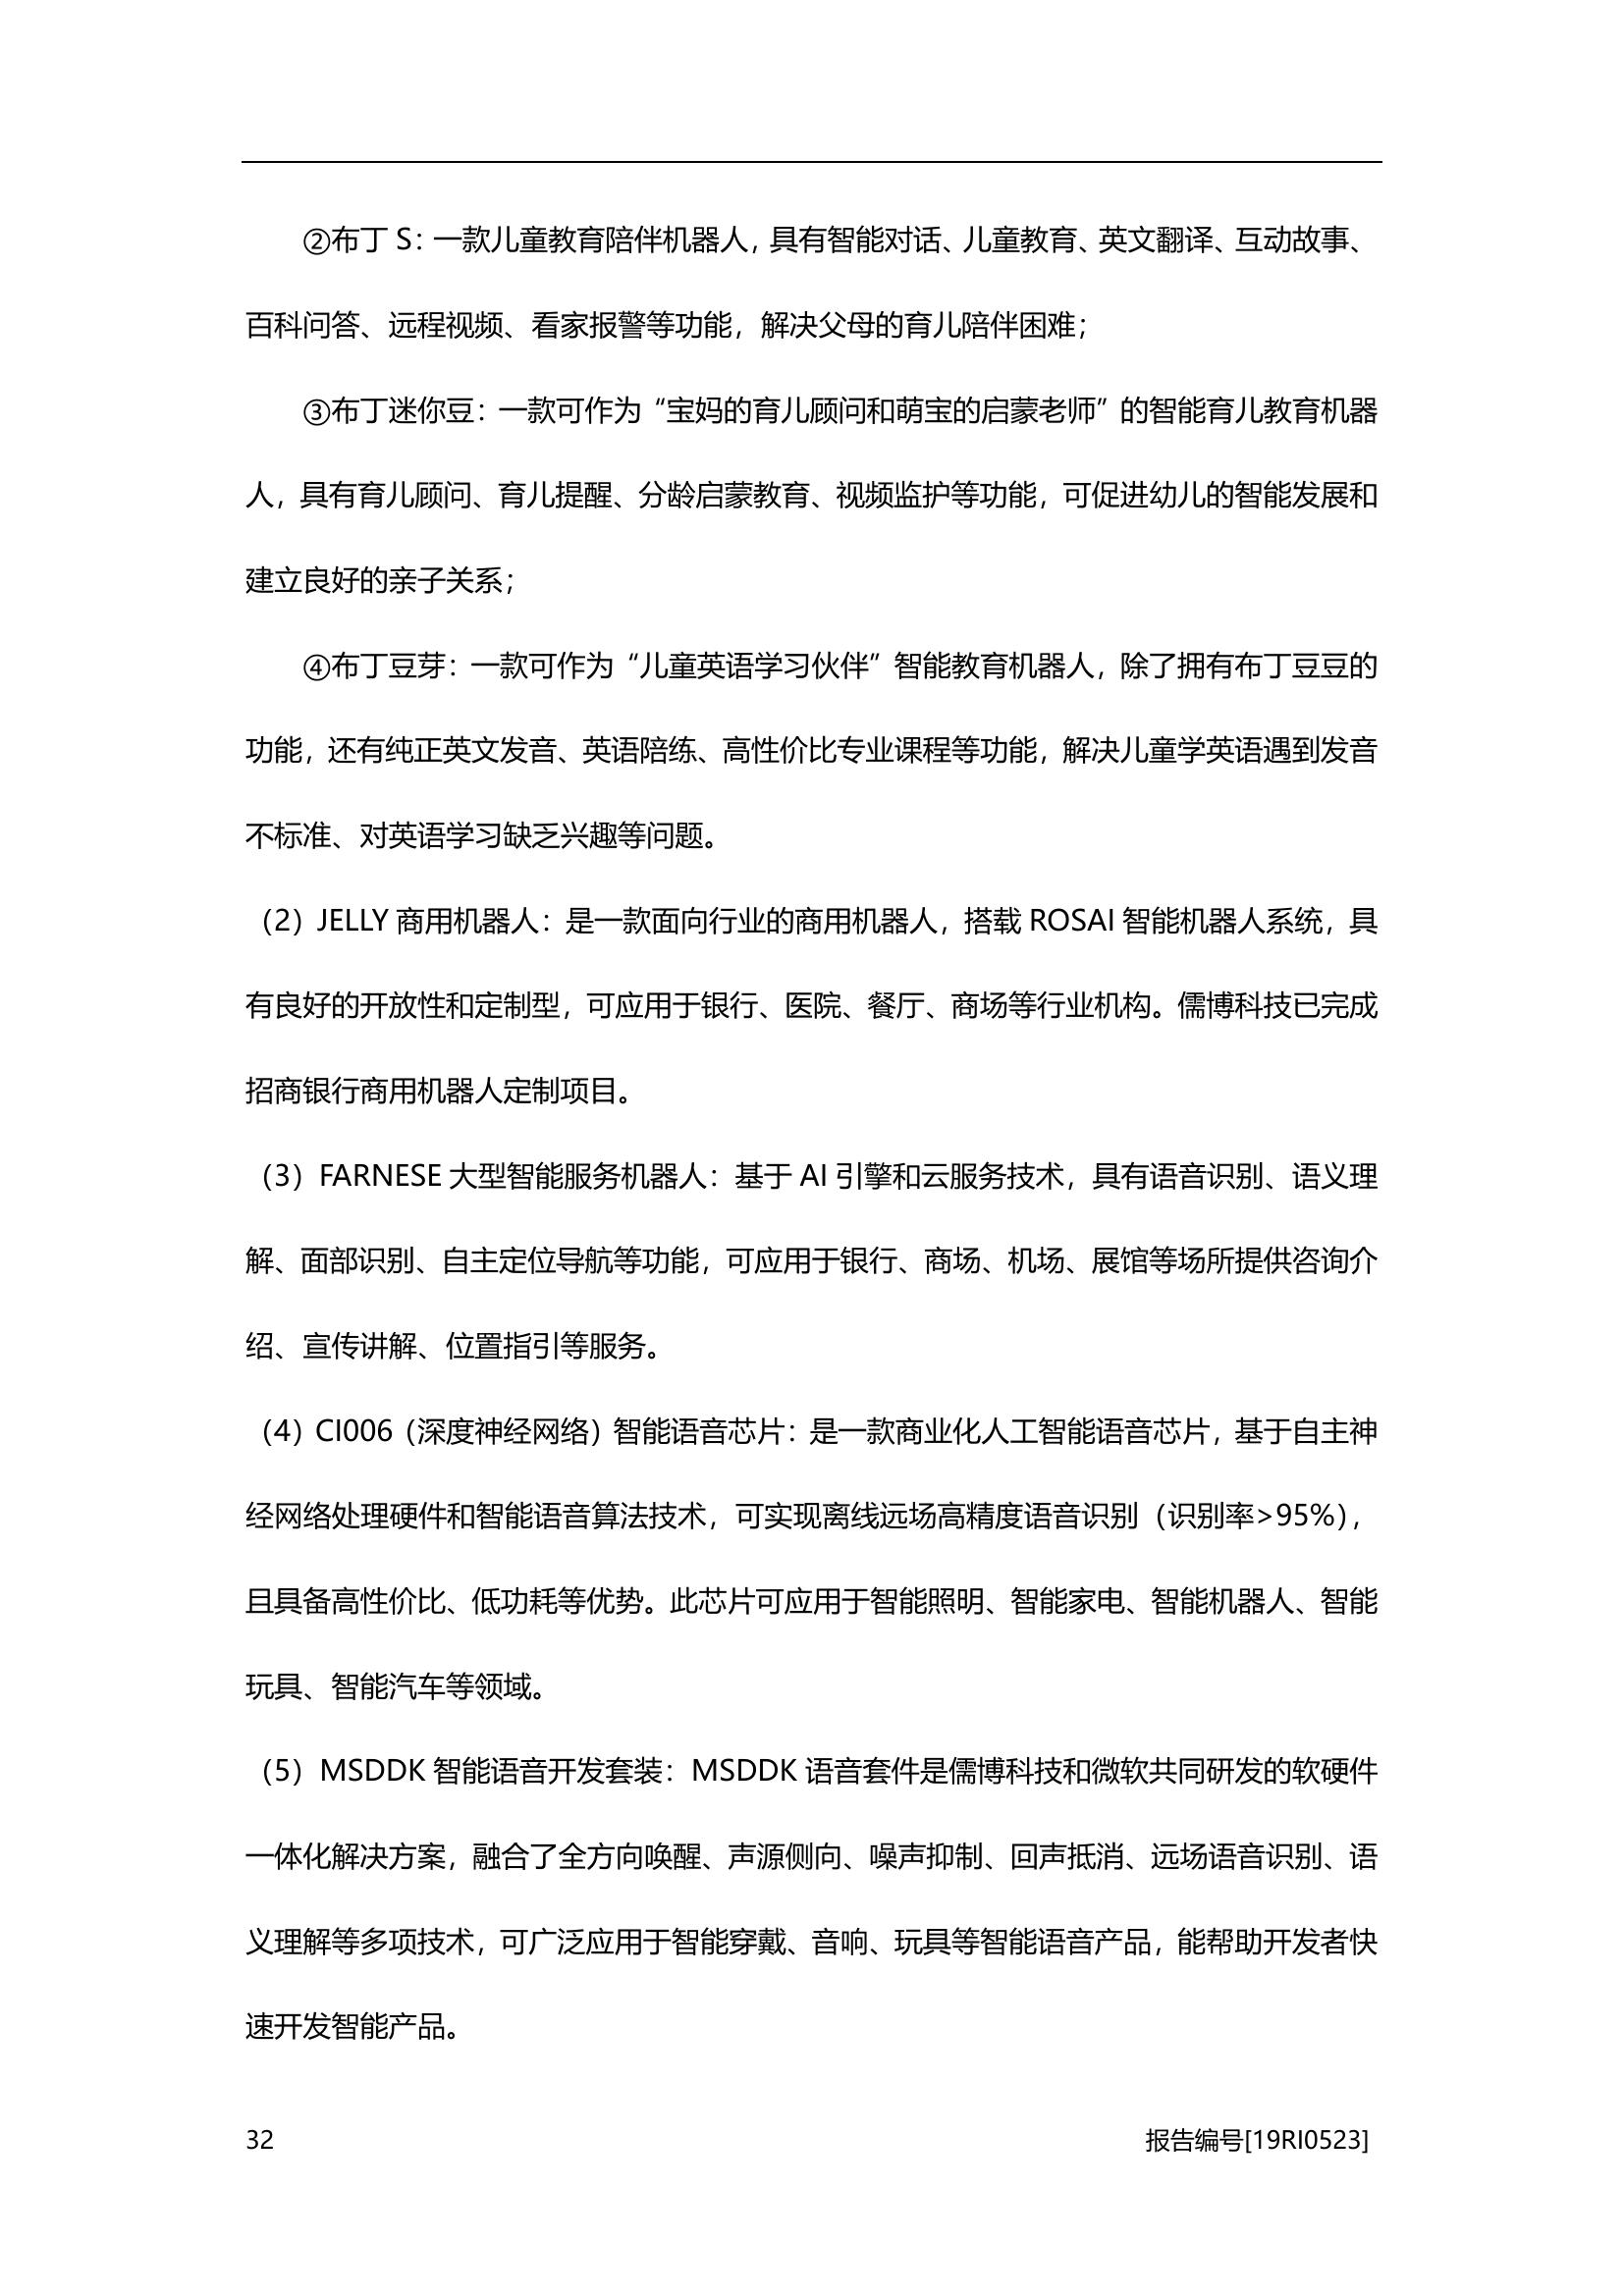 ②布丁 S：一款儿童教育陪伴机器人，具有智能对话、儿童教育、英文翻译、互动故事、
百科问答、远程视频、看家报警等功能，解决父母的育儿陪伴困难；
③布丁迷你豆：一款可作为“宝妈的育儿顾问和萌宝的启蒙老师”的智能育儿教育机器
人，具有育儿顾问、育儿提醒、分龄启蒙教育、视频监护等功能，可促进幼儿的智能发展和
建立良好的亲子关系；
④布丁豆芽：一款可作为“儿童英语学习伙伴”智能教育机器人，除了拥有布丁豆豆的
功能，还有纯正英文发音、英语陪练、高性价比专业课程等功能，解决儿童学英语遇到发音
不标准、对英语学习缺乏兴趣等问题。
（2）JELLY 商用机器人：是一款面向行业的商用机器人，搭载 ROSAI 智能机器人系统，具
有良好的开放性和定制型，可应用于银行、医院、餐厅、商场等行业机构。儒博科技已完成
招商银行商用机器人定制项目。
（3）FARNESE 大型智能服务机器人：基于 AI 引擎和云服务技术，具有语音识别、语义理
解、面部识别、自主定位导航等功能，可应用于银行、商场、机场、展馆等场所提供咨询介
绍、宣传讲解、位置指引等服务。
（4）CI006（深度神经网络）智能语音芯片：是一款商业化人工智能语音芯片，基于自主神
经网络处理硬件和智能语音算法技术，可实现离线远场高精度语音识别（识别率>95%），
且具备高性价比、低功耗等优势。此芯片可应用于智能照明、智能家电、智能机器人、智能
玩具、智能汽车等领域。
（5）MSDDK 智能语音开发套装：MSDDK 语音套件是儒博科技和微软共同研发的软硬件
一体化解决方案，融合了全方向唤醒、声源侧向、噪声抑制、回声抵消、远场语音识别、语
义理解等多项技术，可广泛应用于智能穿戴、音响、玩具等智能语音产品，能帮助开发者快
速开发智能产品。
32 报告编号[19RI0523]